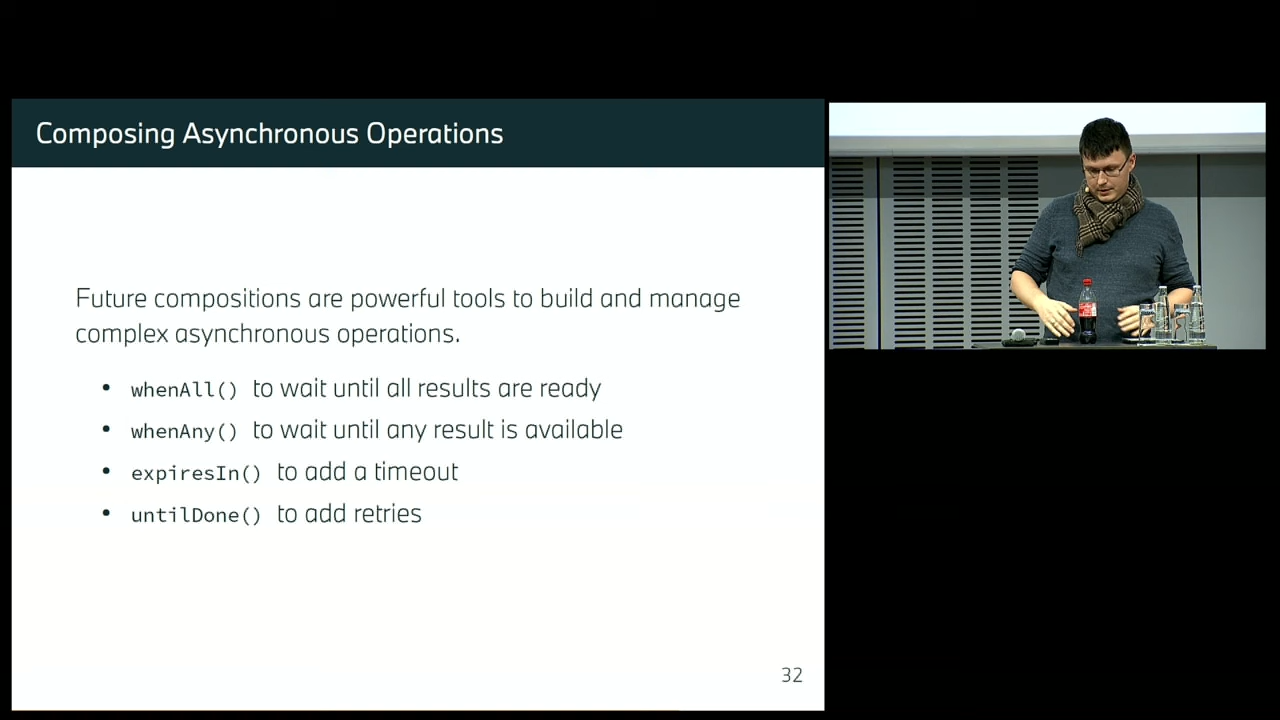 Composing Asynchronous Operations
Future compositions are powerful tools to build and manage
complex asynchronous operations.
• whenAll() to wait until all results are ready
• whenAny() to wait until any result is available
• expiresIn() to add a timeout
• untilDone() to add retries
32